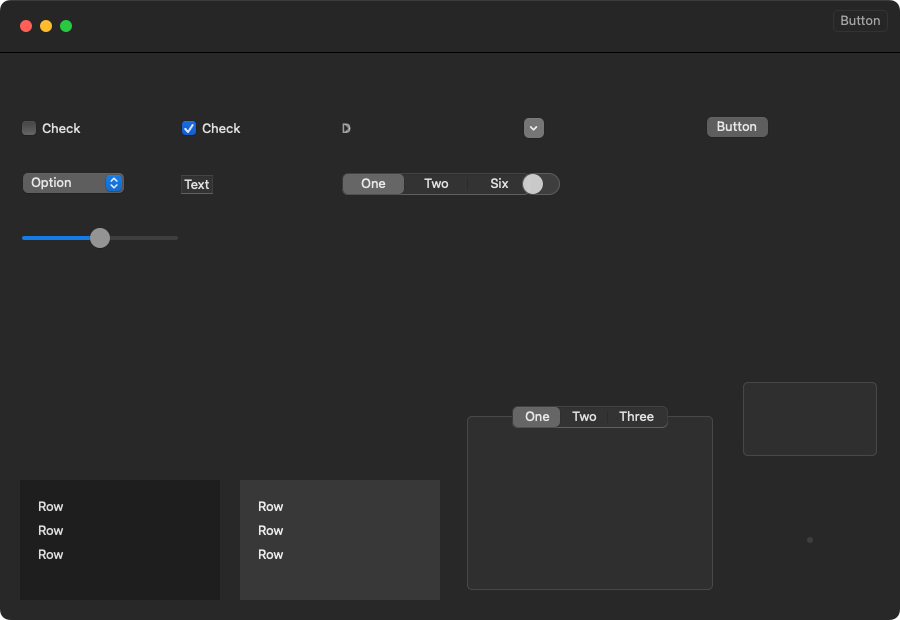 Button
Check
Check
D
Button
Option
Text
One
Two
Six
One
Two
Three
Row
Row
Row
Row
Row
Row